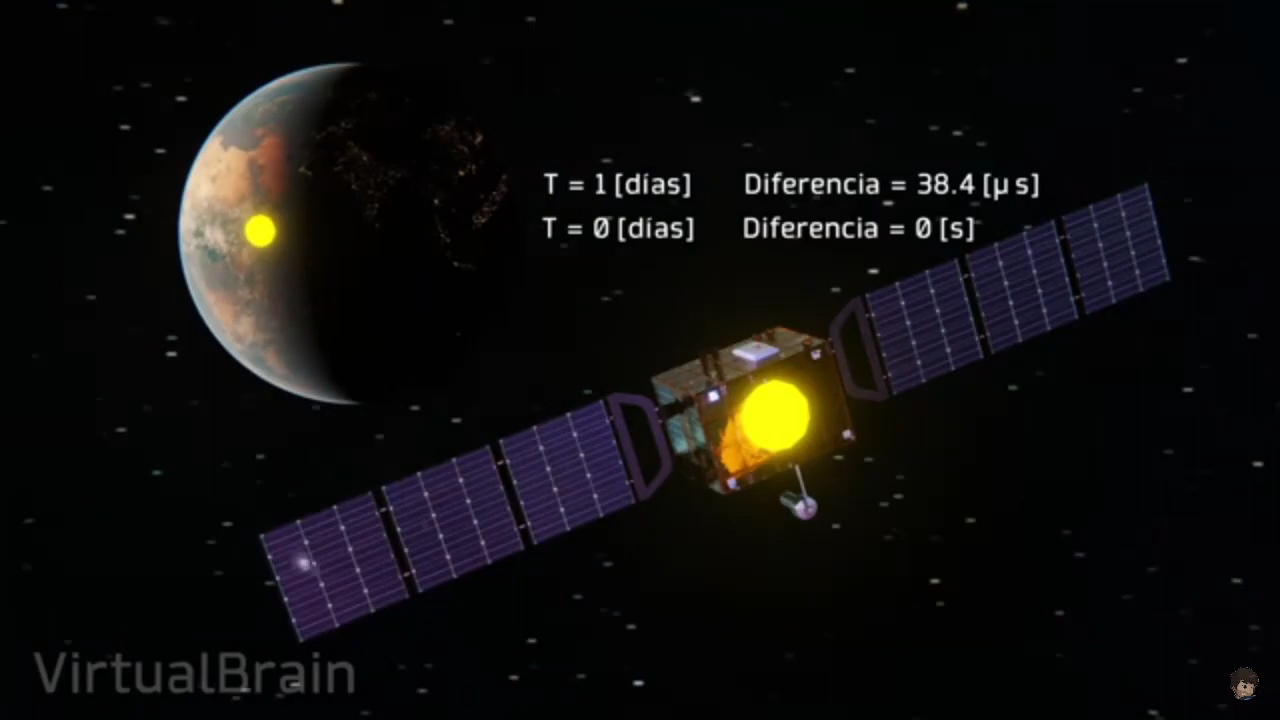 T = 1 [días] Diferencia = 38.4 [μ s]
T = 0 [días] Diferencia = 0 [s]
VirtualBrain